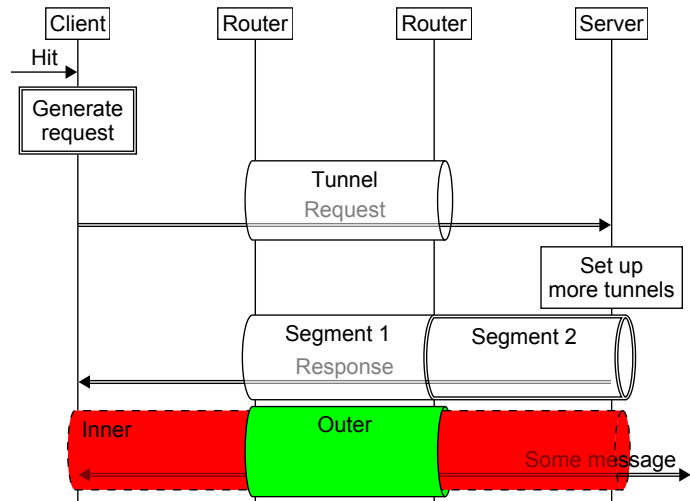 Client
Router
Router
Server
Hit
Generate
request
Tunnel
Request
Set up
more tunnels
Segment 1
Segment 2
Response
Inner
Outer
Some message